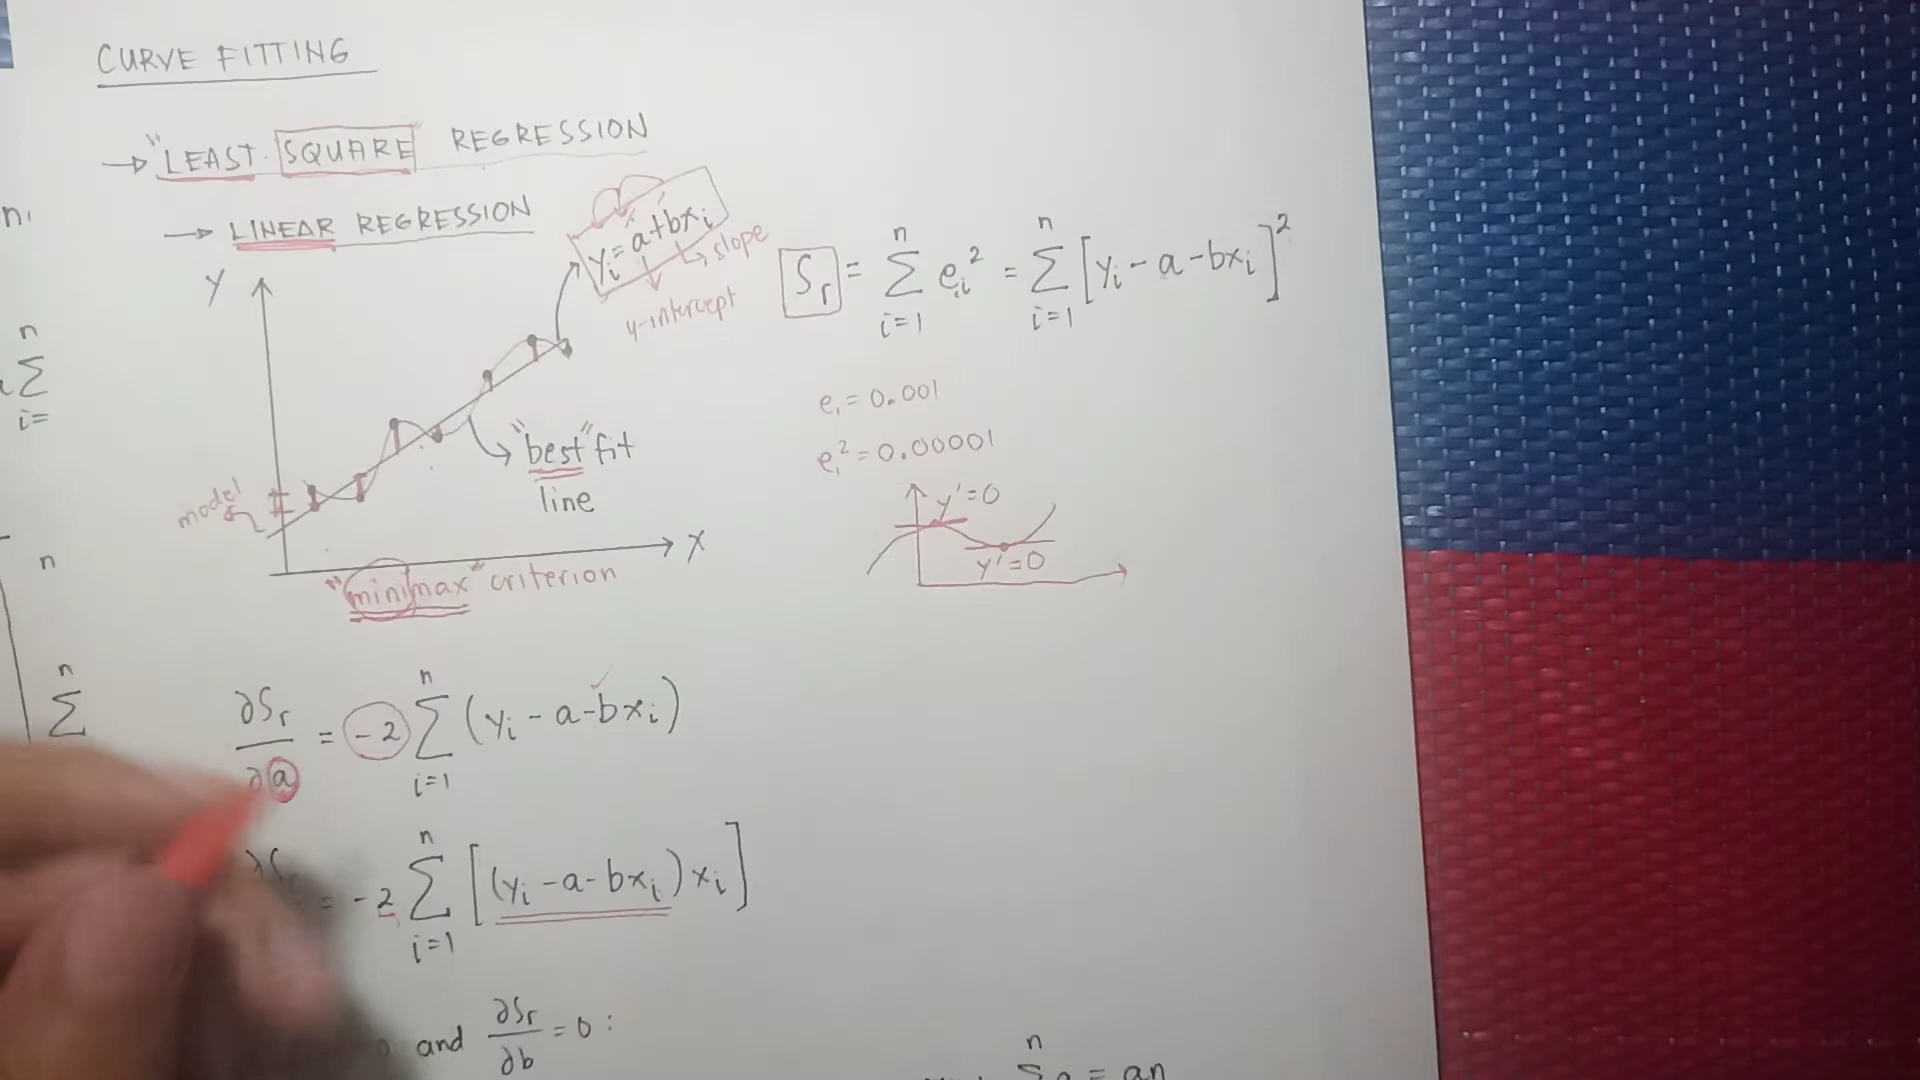 CURVE FITTING
→ "LEAST-SQUARE" REGRESSION
→ LINEAR REGRESSION
yᵢ = a + bxᵢ
slope
y-intercept
Y
"best" fit
line
model
X
"minimax" criterion
Sᵣ = Σ eᵢ² = Σ [yᵢ - a - bxᵢ]²
n
i=1
n
i=1
e₁ = 0.001
e₁² = 0.00001
y' = 0
y' = 0
∂Sᵣ/∂a = -2 Σ (yᵢ - a - bxᵢ)
n
i=1
= -2 Σ [(yᵢ - a - bxᵢ) xᵢ]
n
i=1
and ∂Sᵣ/∂b = 0 :
n
= an
n
Σ
i=
n
n
Σ